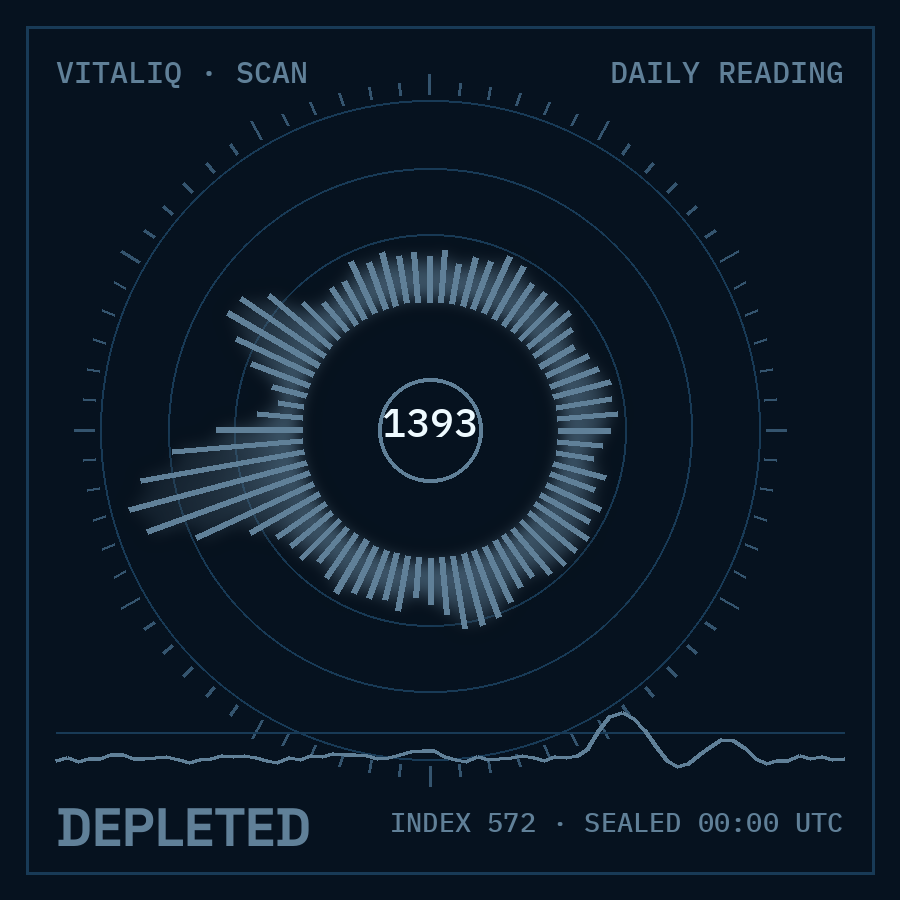 VITALIQ · SCAN
DAILY READING
1393
DEPLETED
INDEX 572 · SEALED 00:00 UTC